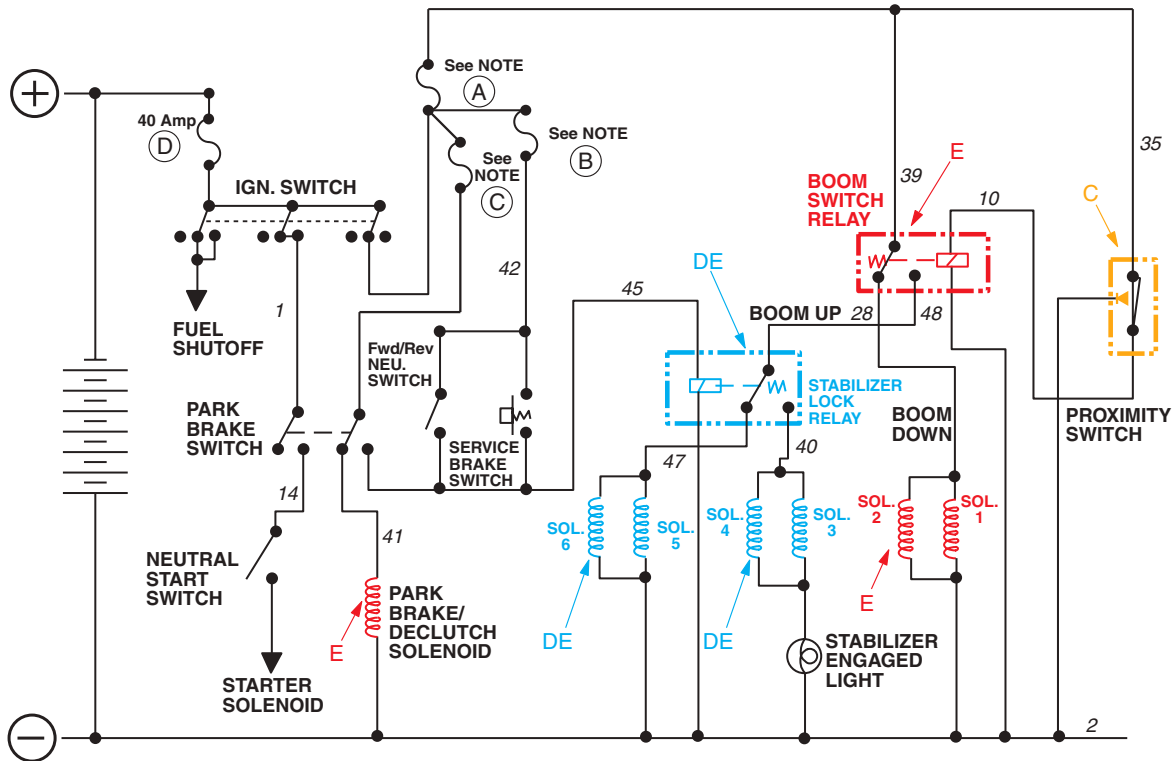 See NOTE
A
40 Amp
D
See NOTE
B
See
NOTE
C
IGN. SWITCH
35
E
39
10
BOOM
SWITCH
RELAY
C
42
DE
45
BOOM UP
28
48
1
FUEL
SHUTOFF
Fwd/Rev
NEU.
SWITCH
STABILIZER
LOCK
RELAY
PARK
BRAKE
SWITCH
BOOM
DOWN
PROXIMITY
SWITCH
SERVICE
BRAKE
SWITCH
47
40
14
41
SOL.
6
SOL.
5
SOL.
4
SOL.
3
SOL.
2
SOL.
1
NEUTRAL
START
SWITCH
PARK
BRAKE/
DECLUTCH
SOLENOID
E
DE
DE
E
STABILIZER
ENGAGED
LIGHT
STARTER
SOLENOID
2